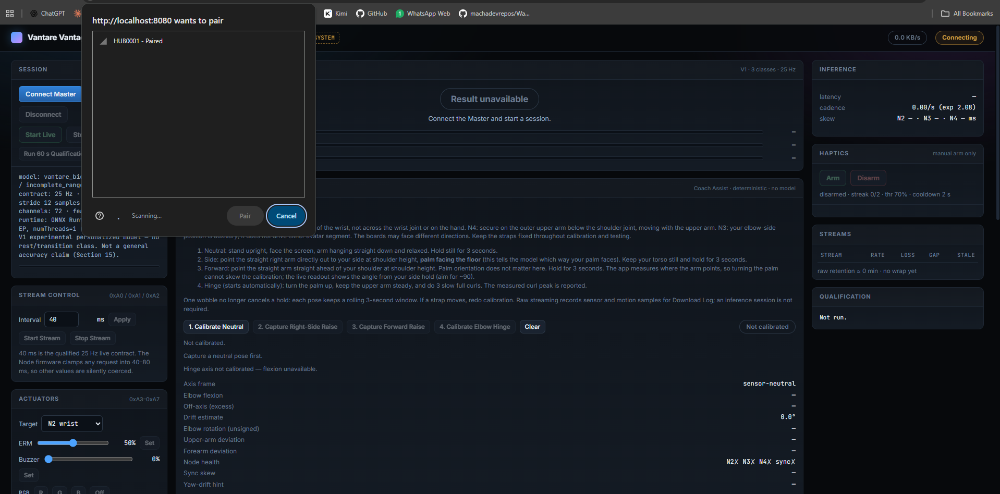 ChatGPT
Kimi
GitHub
1
WhatsApp Web
machadevrepos/Wa...
All Bookmarks
http://localhost:8080 wants to pair
HUB0001 - Paired
?
Scanning...
Pair
Cancel
Vantare Vanta
YSTEM
0.0 KB/s
Connecting
SESSION
Connect Master
Disconnect
Start Live
Sto
Run 60 s Qualificati
model: vantare_bi
/ incomplete_range
contract: 25 Hz ·
stride 12 samples
channels: 72 · fea
runtime: ONNX Run
EP, numThreads=1
V1 experimental personalized model — no
rest/transition class. Not a general
accuracy claim (Section 15).
STREAM CONTROL
0xA0 / 0xA1 / 0xA2
Interval
40
ms
Apply
Start Stream
Stop Stream
40 ms is the qualified 25 Hz live contract. The
Node firmware clamps any request into 40–80
ms, so other values are silently coerced.
ACTUATORS
0xA3–0xA7
Target
N2 wrist
ERM
50%
Set
Buzzer
0%
Set
RGB
R
G
B
Off
V1 · 3 classes · 25 Hz
Result unavailable
Connect the Master and start a session.
—
—
—
Coach Assist · deterministic · no model
of the wrist, not across the wrist joint or on the hand. N4: secure on the outer upper arm below the shoulder joint, moving with the upper arm. N3: your elbow-side
position is auxiliary; it does not drive either avatar segment. The boards may face different directions. Keep the straps fixed throughout calibration and testing.
1. Neutral: stand upright, face the screen, arm hanging straight down and relaxed. Hold still for 3 seconds.
2. Side: point the straight right arm directly out to your side at shoulder height, palm facing the floor (this tells the model which way your palm faces). Keep your torso still and hold for 3 seconds.
3. Forward: point the straight arm straight ahead of your shoulder at shoulder height. Palm orientation does not matter here. Hold for 3 seconds. The app measures where the arm points, so turning the palm
cannot skew the calibration; the live readout shows the angle from your side hold (aim for ~90).
4. Hinge (starts automatically): turn the palm up, keep the upper arm steady, and do 3 slow full curls. The measured curl peak is reported.
One wobble no longer cancels a hold: each pose keeps a rolling 3-second window. If a strap moves, redo calibration. Raw streaming records sensor and motion samples for Download Log; an inference session is not
required.
1. Calibrate Neutral
2. Capture Right-Side Raise
3. Capture Forward Raise
4. Calibrate Elbow Hinge
Clear
Not calibrated
Not calibrated.
Capture a neutral pose first.
Hinge axis not calibrated — flexion unavailable.
Axis frame
sensor-neutral
Elbow flexion
—
Off-axis (excess)
—
Drift estimate
0.0°
Elbow rotation (unsigned)
—
Upper-arm deviation
—
Forearm deviation
—
Node health
N2✗ N3✗ N4✗ sync✗
Sync skew
—
Yaw-drift hint
—
INFERENCE
latency
—
cadence
0.00/s (exp 2.08)
skew
N2 — · N3 — · N4 — ms
HAPTICS
manual arm only
Arm
Disarm
disarmed · streak 0/2 · thr 70% · cooldown 2 s
STREAMS
STREAM RATE LOSS GAP STALE
raw retention ≈ 0 min · no wrap yet
QUALIFICATION
Not run.